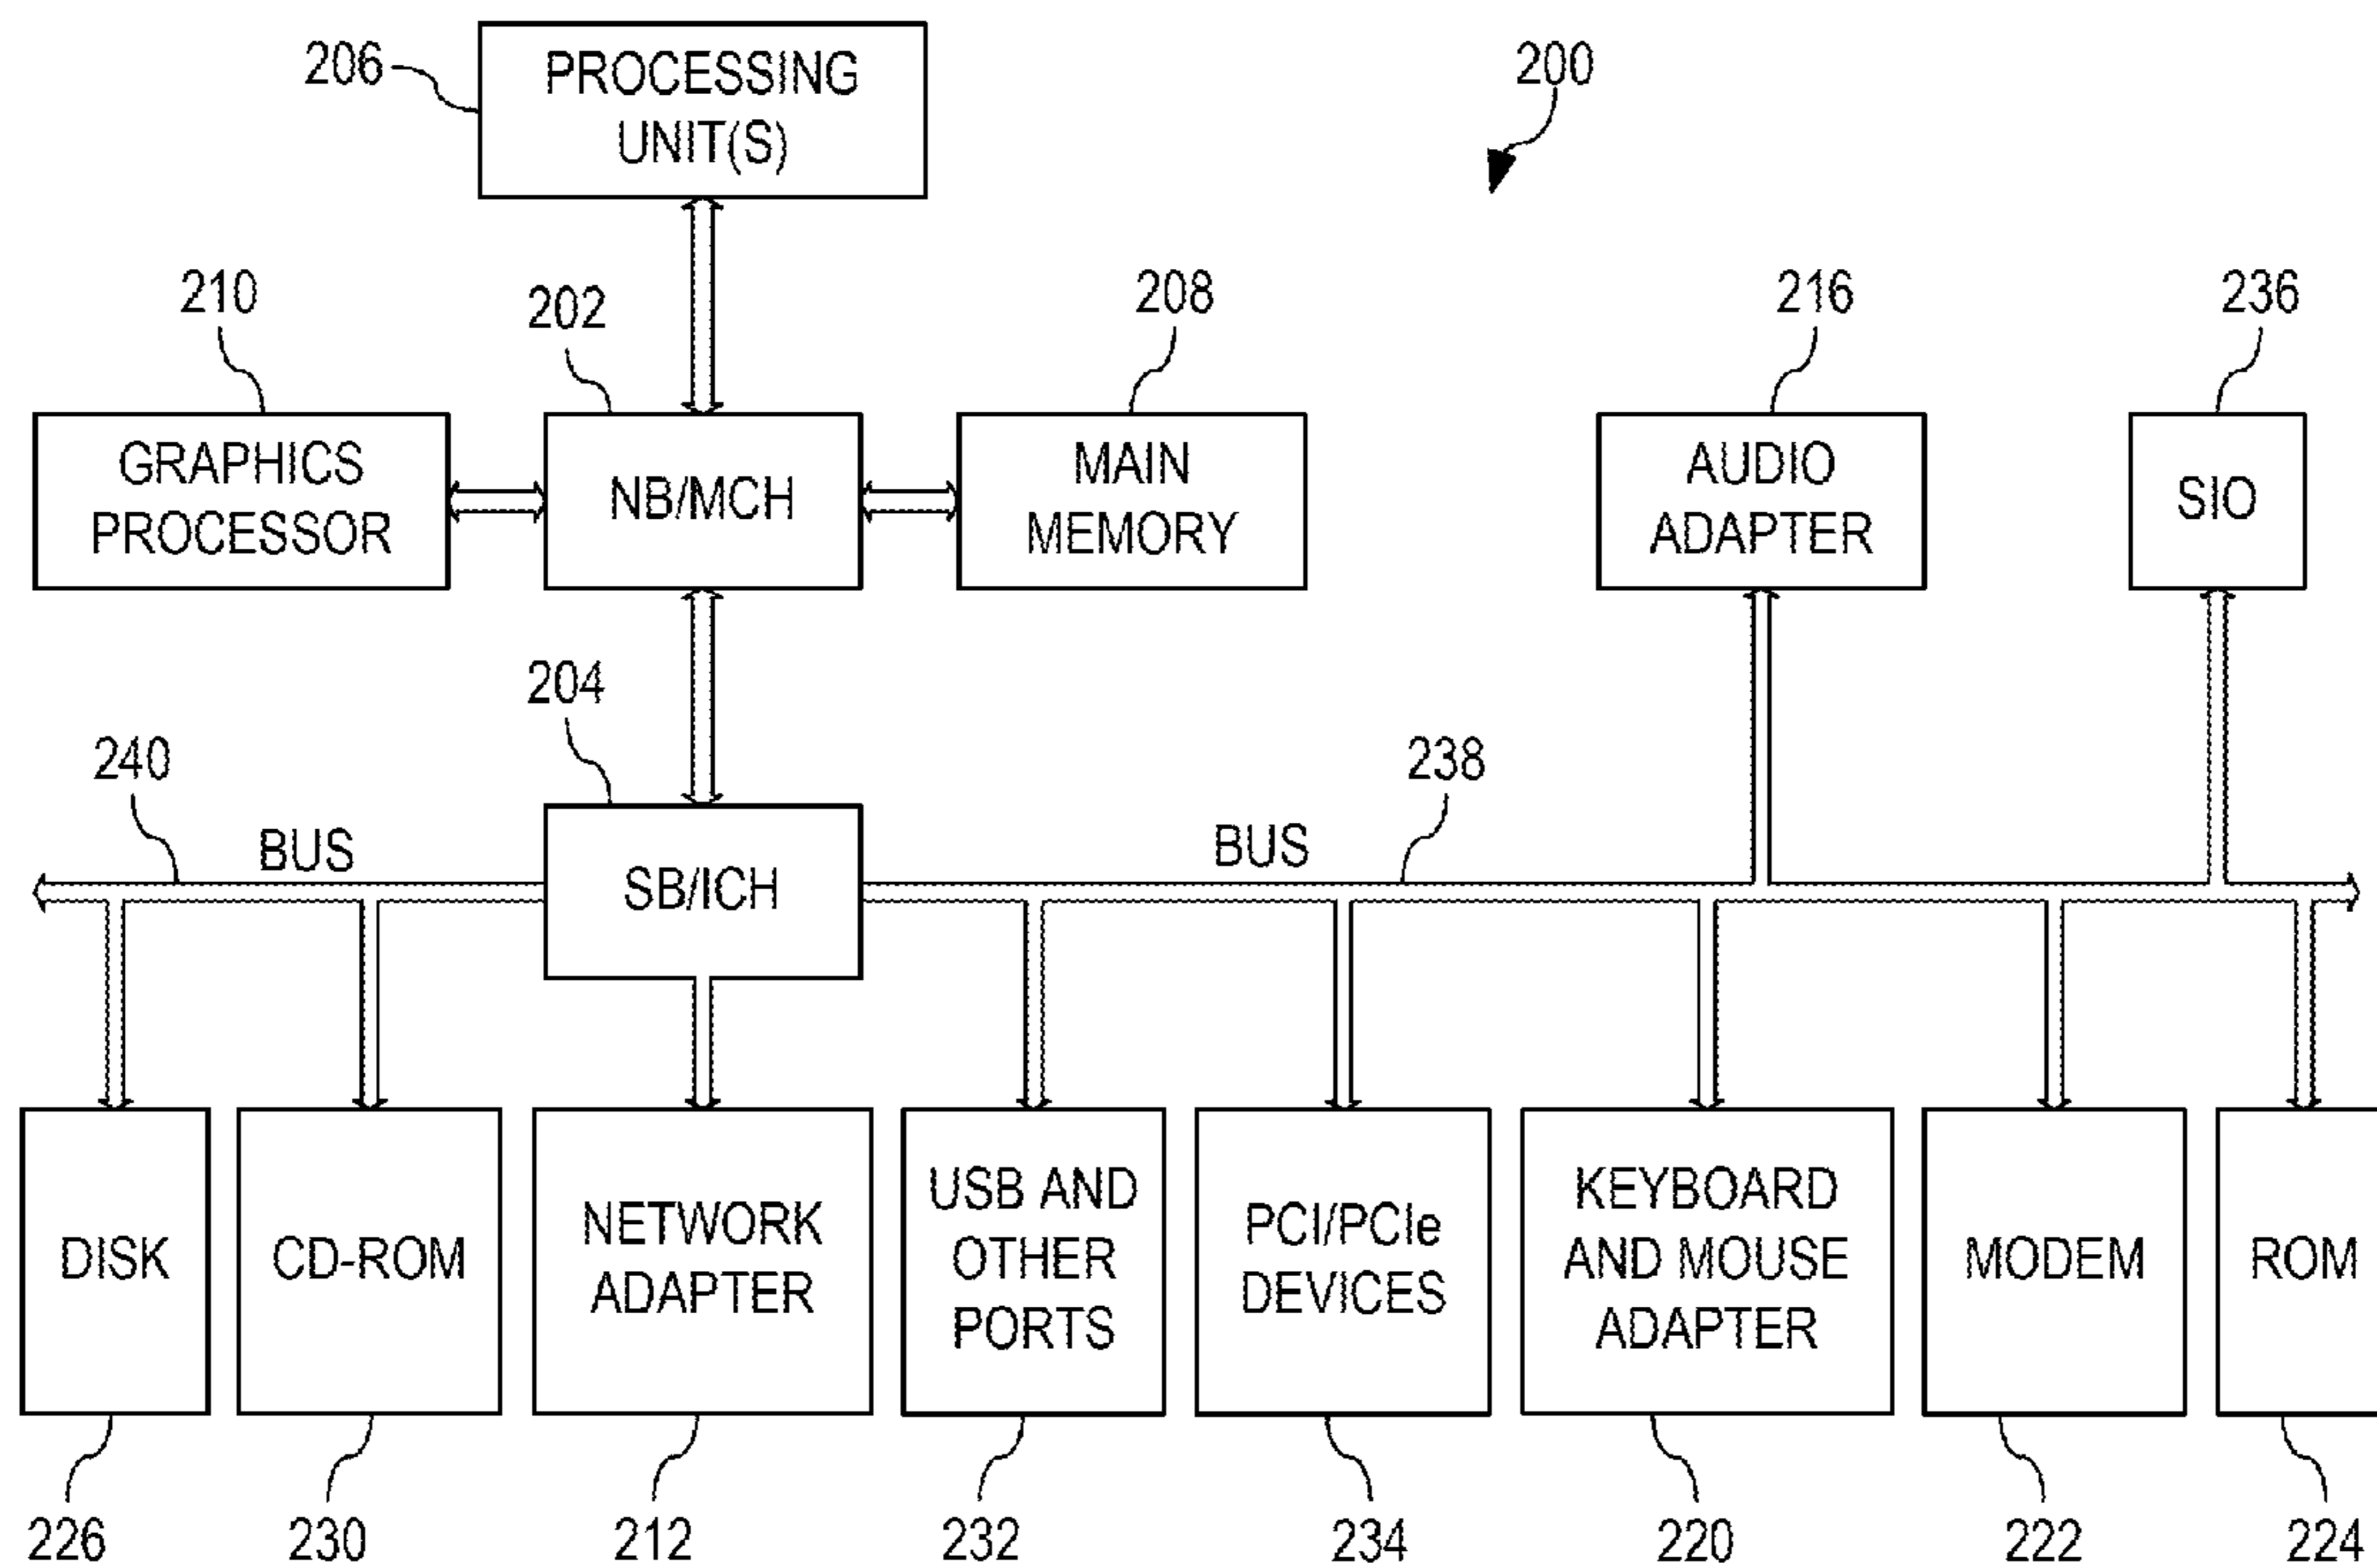 206
PROCESSING
UNIT(S)
200
210
202
208
216
236
GRAPHICS
PROCESSOR
NB/MCH
MAIN
MEMORY
AUDIO
ADAPTER
SIO
204
240
238
BUS
BUS
SB/ICH
DISK
CD-ROM
NETWORK
ADAPTER
USB AND
OTHER
PORTS
PCI/PCIe
DEVICES
KEYBOARD
AND MOUSE
ADAPTER
MODEM
ROM
226
230
212
232
234
220
222
224